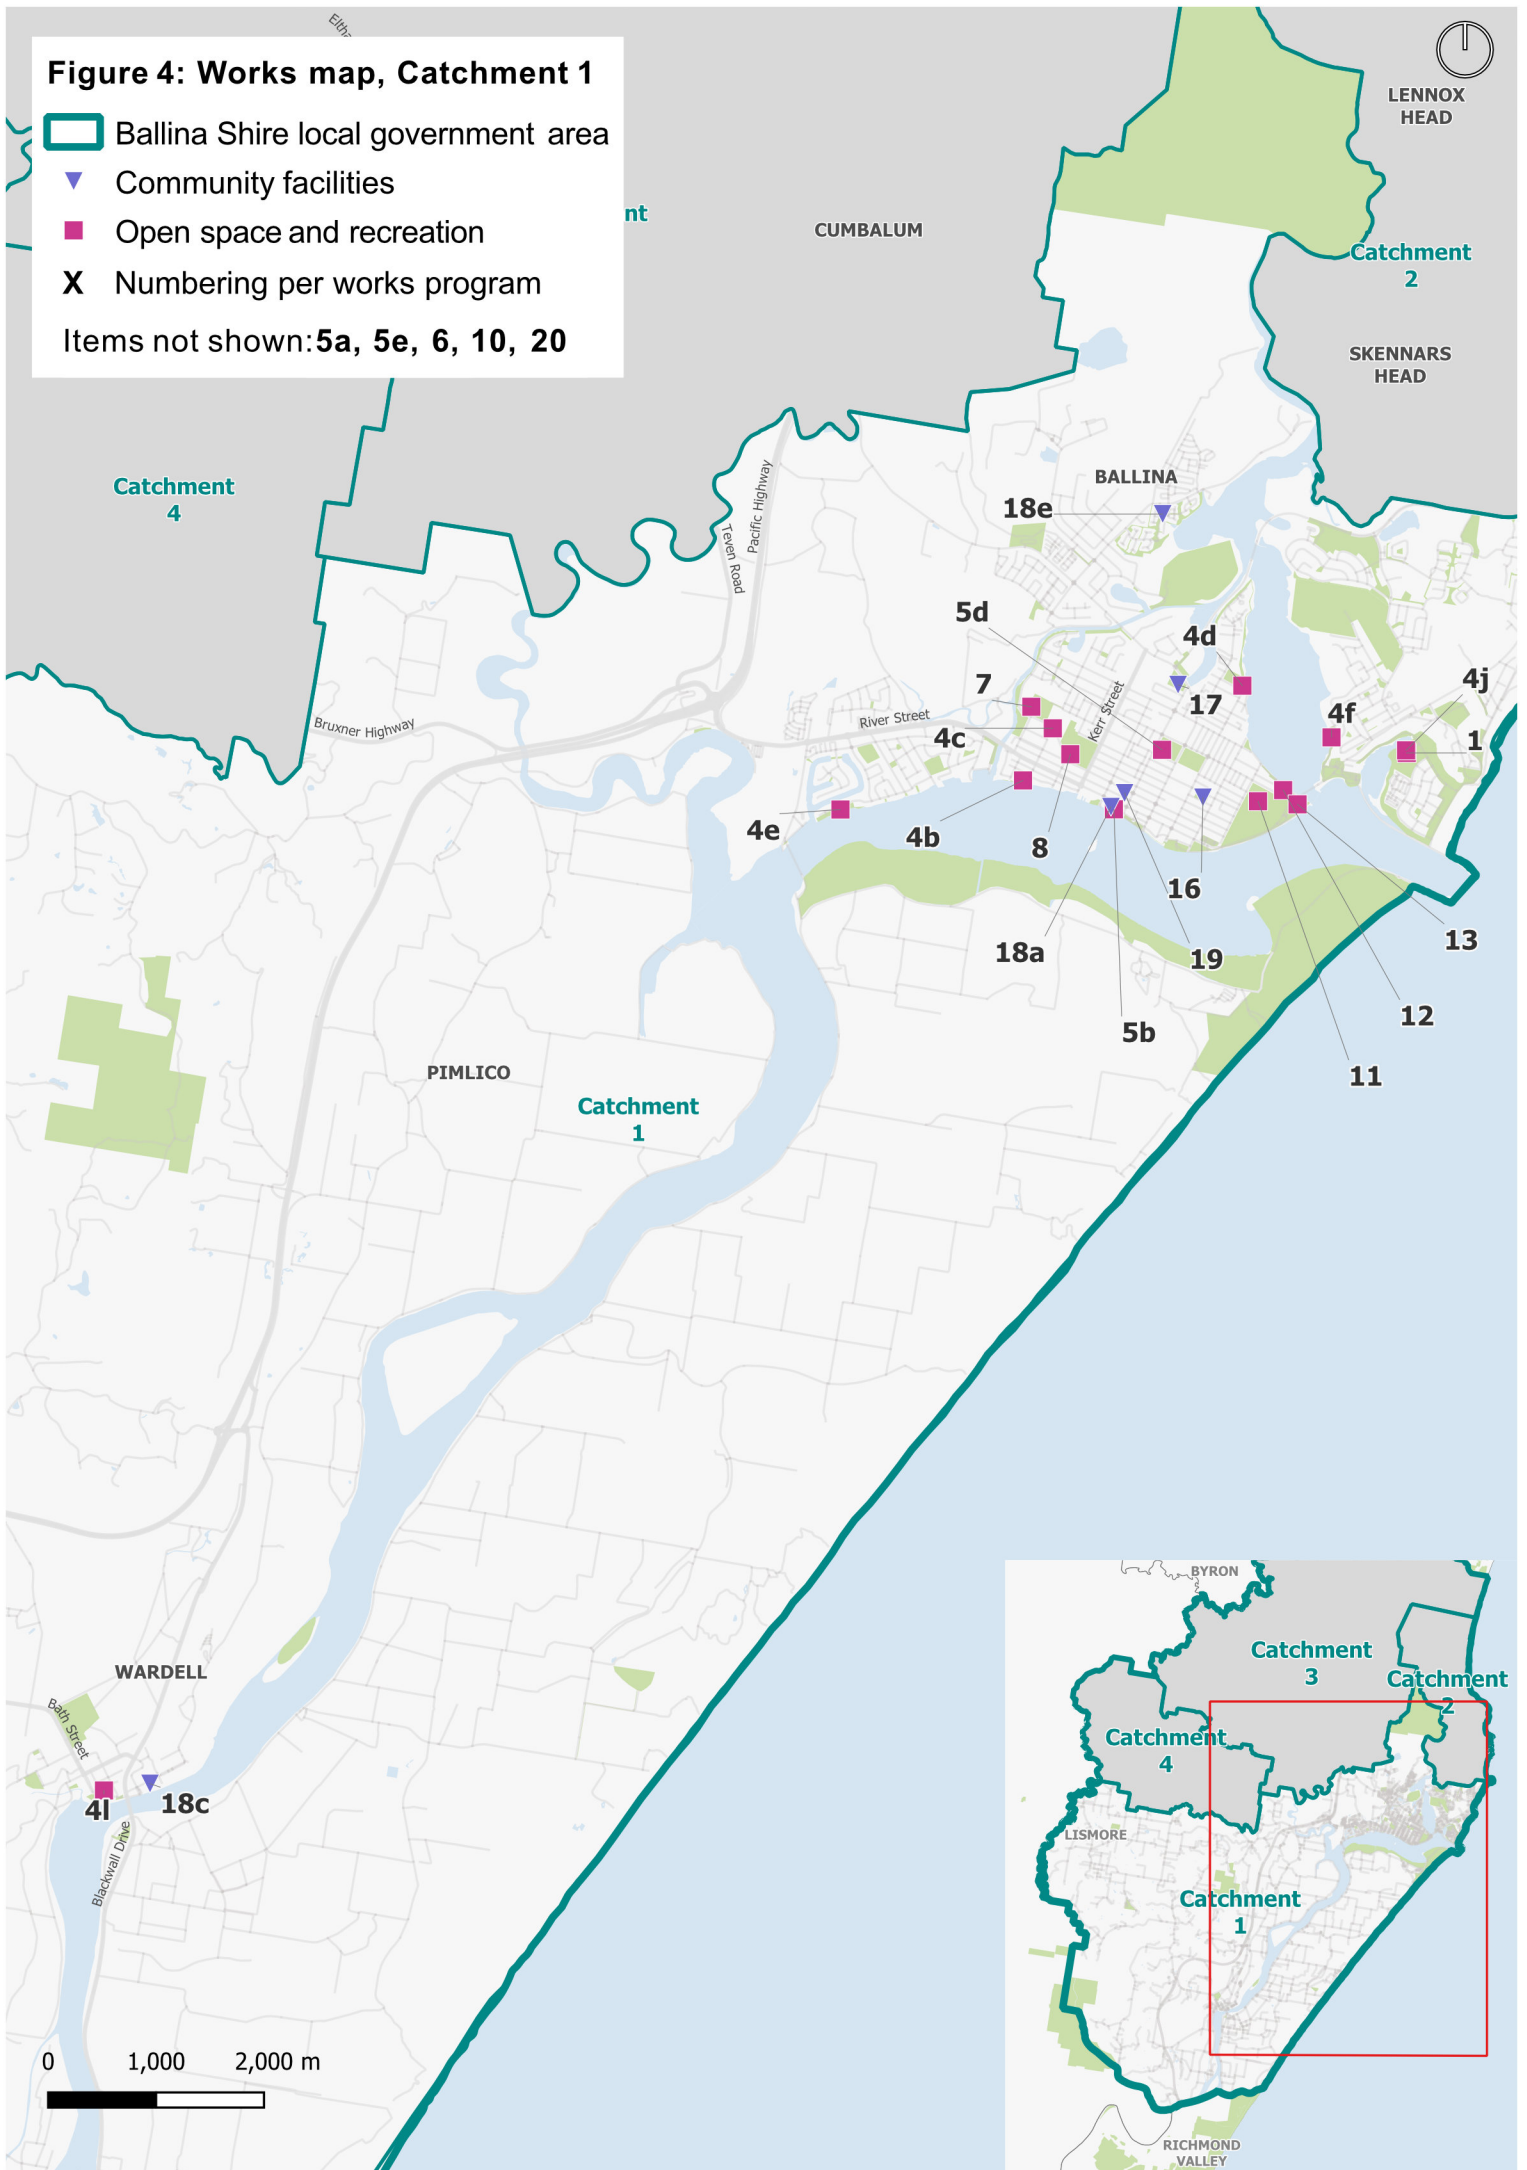 Eltha
Figure 4: Works map, Catchment 1
Ballina Shire local government area
Community facilities
Open space and recreation
X Numbering per works program
Items not shown:5a, 5e, 6, 10, 20
nt
LENNOX
HEAD
CUMBALUM
Catchment
2
SKENNARS
HEAD
Catchment
4
BALLINA
18e
Pacific Highway
Teven Road
5d
4d
7
17
4j
Kerr Street
4f
River Street
Bruxner Highway
4c
1
4e
4b
8
16
13
18a
19
12
5b
11
PIMLICO
Catchment
1
WARDELL
Bath Street
4l
18c
Blackwall Drive
0 1,000 2,000 m
BYRON
Catchment
3
Catchment
2
Catchment
4
LISMORE
Catchment
1
RICHMOND
VALLEY